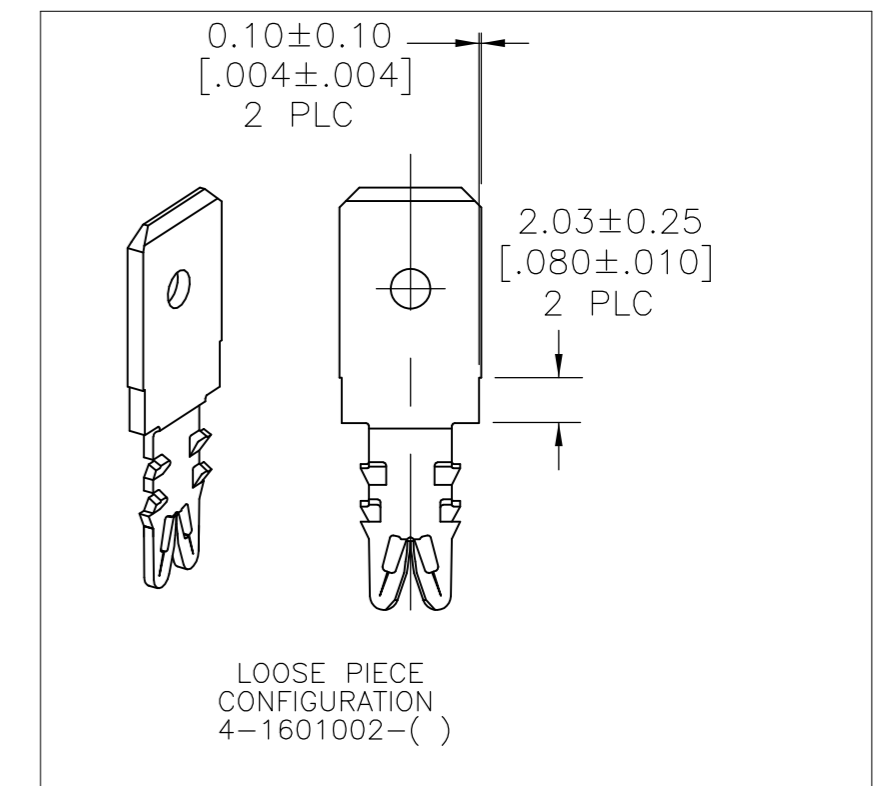 0.10±0.10
[.004±.004]
2 PLC
2.03±0.25
[.080±.010]
2 PLC
LOOSE PIECE
CONFIGURATION
4-1601002-( )